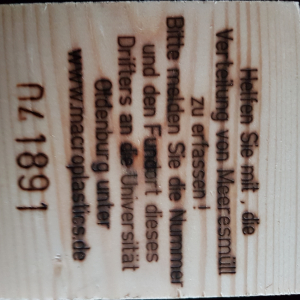 Helfen Sie mit, die
Verteilung von Meeresmüll
zu erfassen!
Bitte melden Sie die Nummer
und den Fundort dieses
Drifters an die Universität
Oldenburg unter
www.macroplastics.de
041891